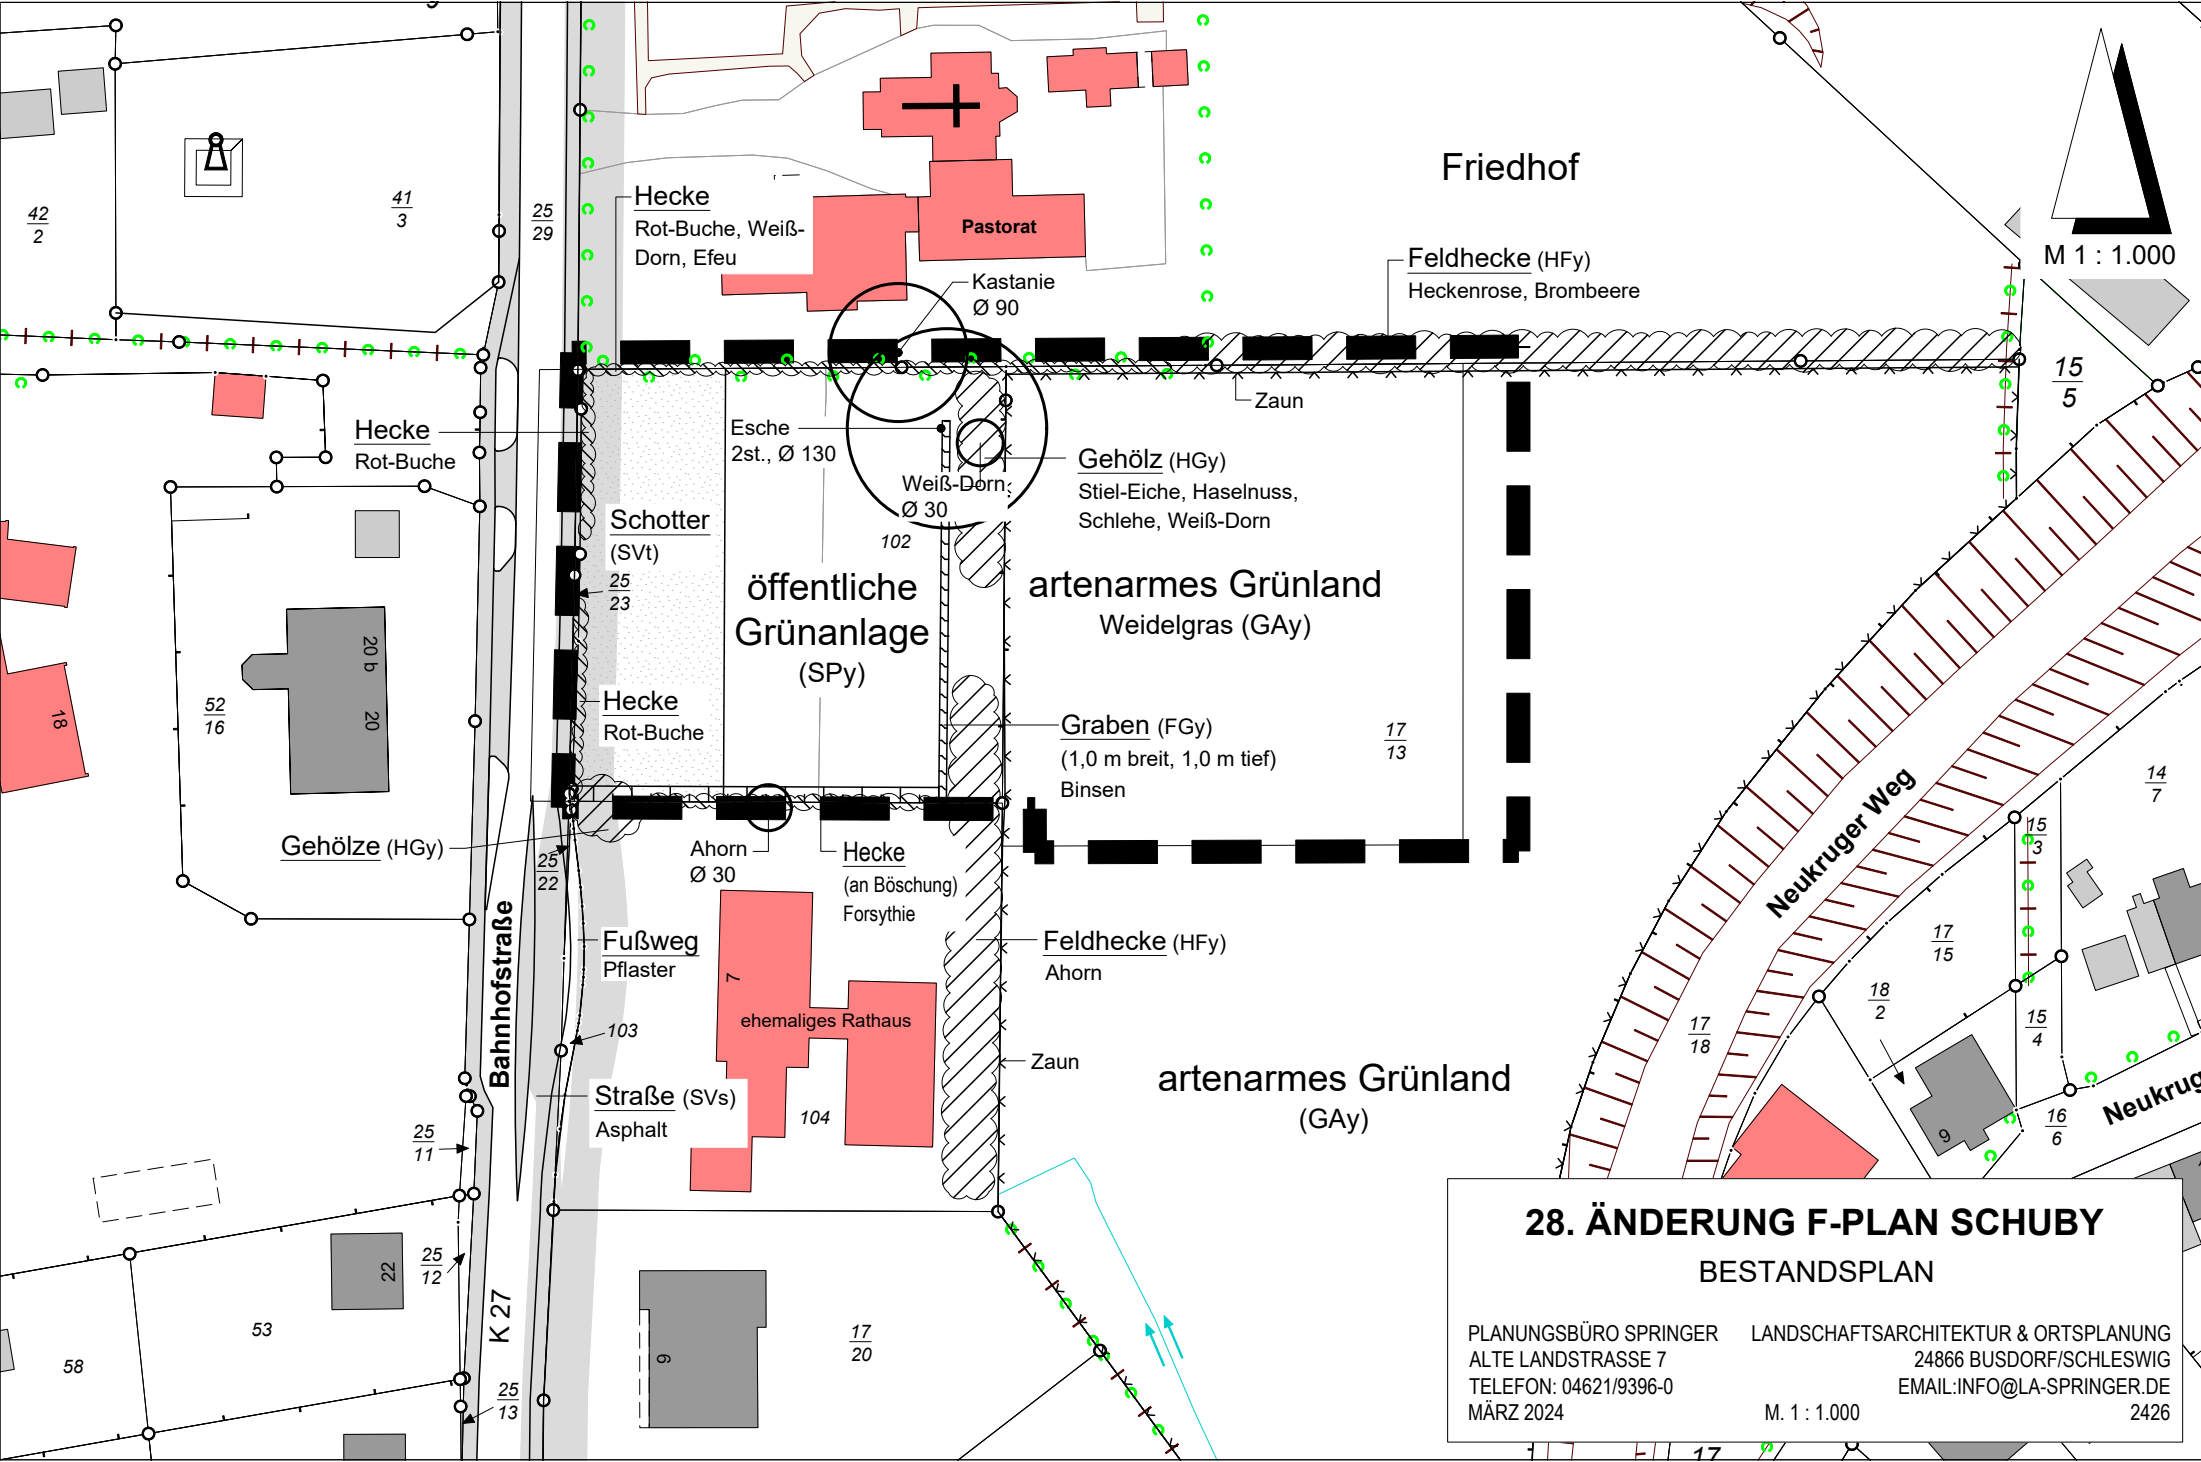 42
2
41
3
25
29
Hecke
Rot-Buche, Weiß-
Dorn, Efeu
Pastorat
Friedhof
Kastanie
Ø 90
Feldhecke (HFy)
Heckenrose, Brombeere
M 1 : 1.000
15
5
Hecke
Rot-Buche
Esche
2st., Ø 130
Zaun
Weiß-Dorn
Ø 30
Gehölz (HGy)
Stiel-Eiche, Haselnuss,
Schlehe, Weiß-Dorn
Schotter
(SVt)
25
23
102
öffentliche
Grünanlage
(SPy)
artenarmes Grünland
Weidelgras (GAy)
20 b
20
18
52
16
Hecke
Rot-Buche
Graben (FGy)
(1,0 m breit, 1,0 m tief)
Binsen
17
13
14
7
Neukruger Weg
15
3
Gehölze (HGy)
25
22
Ahorn
Ø 30
Hecke
(an Böschung)
Forsythie
Bahnhofstraße
Fußweg
Pflaster
7
Feldhecke (HFy)
Ahorn
17
15
18
2
15
4
ehemaliges Rathaus
103
17
18
Zaun
artenarmes Grünland
(GAy)
Straße (SVs)
Asphalt
104
25
11
9
16
6
Neukrug
25
12
22
K 27
53
58
25
13
9
17
20
28. ÄNDERUNG F-PLAN SCHUBY
BESTANDSPLAN
PLANUNGSBÜRO SPRINGER LANDSCHAFTSARCHITEKTUR & ORTSPLANUNG
ALTE LANDSTRASSE 7 24866 BUSDORF/SCHLESWIG
TELEFON: 04621/9396-0 EMAIL:INFO@LA-SPRINGER.DE
MÄRZ 2024 M. 1 : 1.000 2426
17